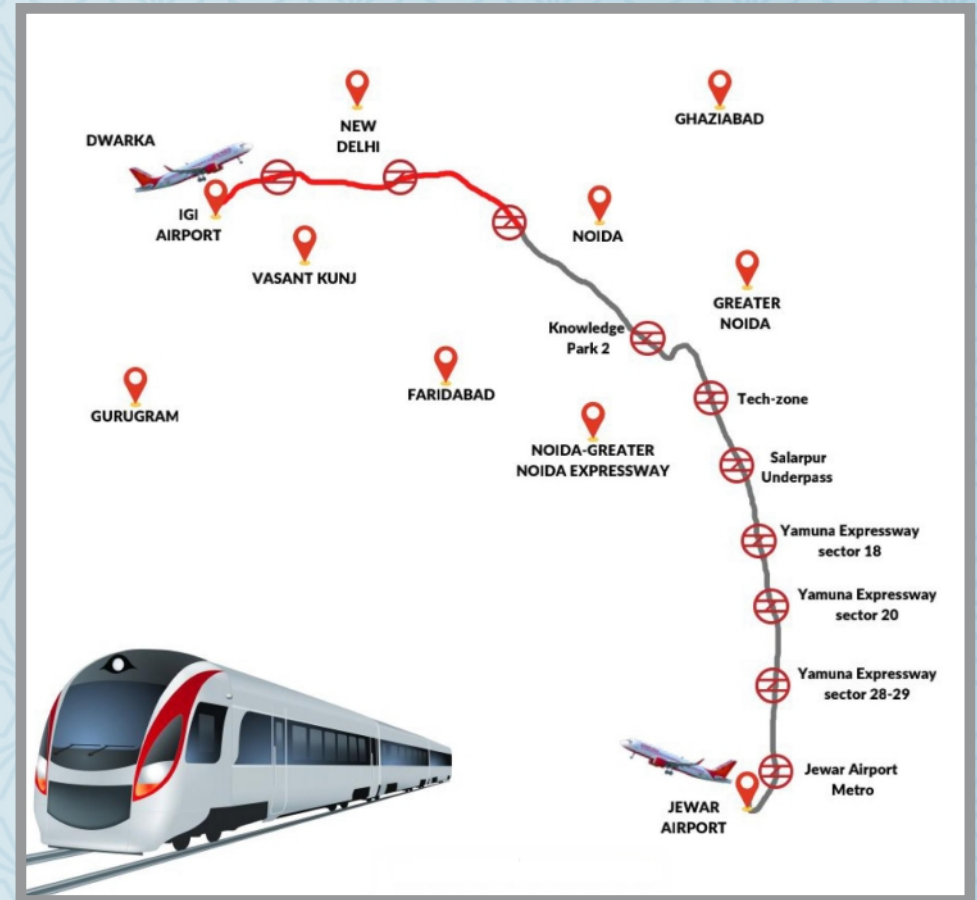 GHAZIABAD
NEW
DELHI
DWARKA
IGI
AIRPORT
NOIDA
VASANT KUNJ
GREATER
NOIDA
Knowledge
Park 2
FARIDABAD
Tech-zone
GURUGRAM
NOIDA-GREATER
NOIDA EXPRESSWAY
Salarpur
Underpass
Yamuna Expressway
sector 18
Yamuna Expressway
sector 20
Yamuna Expressway
sector 28-29
Jewar Airport
Metro
JEWAR
AIRPORT